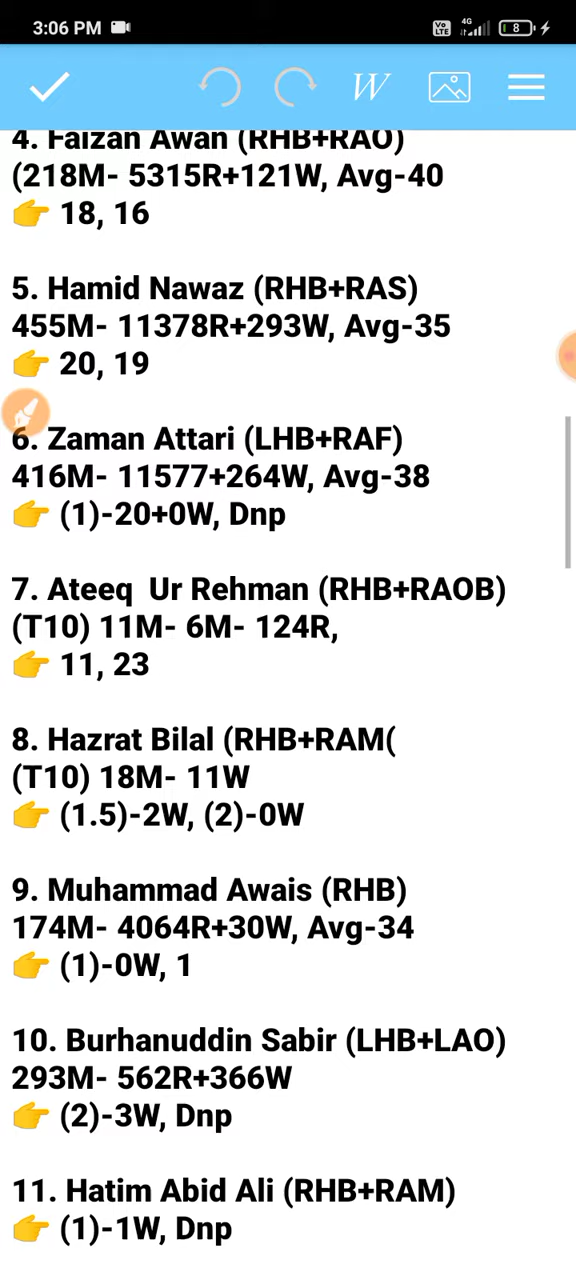 3:06 PM
Vo LTE 4G 8
W
4. Faizan Awan (RHB+RAO)
(218M- 5315R+121W, Avg-40
👉 18, 16
5. Hamid Nawaz (RHB+RAS)
455M- 11378R+293W, Avg-35
👉 20, 19
6. Zaman Attari (LHB+RAF)
416M- 11577+264W, Avg-38
👉 (1)-20+0W, Dnp
7. Ateeq  Ur Rehman (RHB+RAOB)
(T10) 11M- 6M- 124R,
👉 11, 23
8. Hazrat Bilal (RHB+RAM(
(T10) 18M- 11W
👉 (1.5)-2W, (2)-0W
9. Muhammad Awais (RHB)
174M- 4064R+30W, Avg-34
👉 (1)-0W, 1
10. Burhanuddin Sabir (LHB+LAO)
293M- 562R+366W
👉 (2)-3W, Dnp
11. Hatim Abid Ali (RHB+RAM)
👉 (1)-1W, Dnp